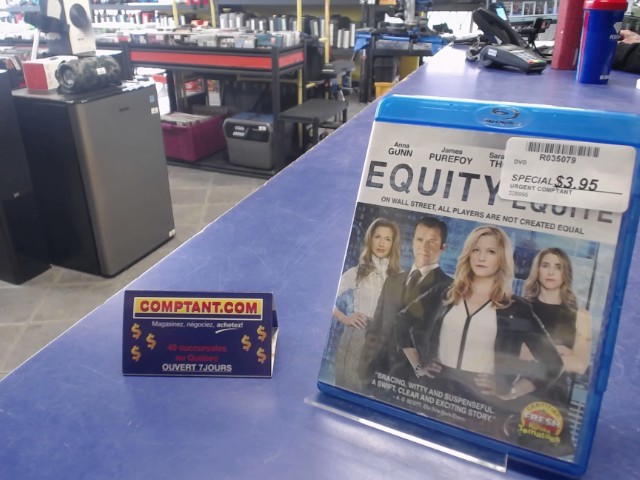 Anna GUNN
James PUREFOY
EQUITY
EQUITE
ON WALL STREET, ALL PLAYERS ARE NOT CREATED EQUAL
R035079
DVD
SPECIAL $3.95
URGENT COMPTANT
"BRACING, WITTY AND SUSPENSEFUL.
A SWIFT, CLEAR AND EXCITING STORY."
FRESH
COMPTANT.COM
Magasinez, négociez, achetez!
40 succursales
au Québec
OUVERT 7JOURS